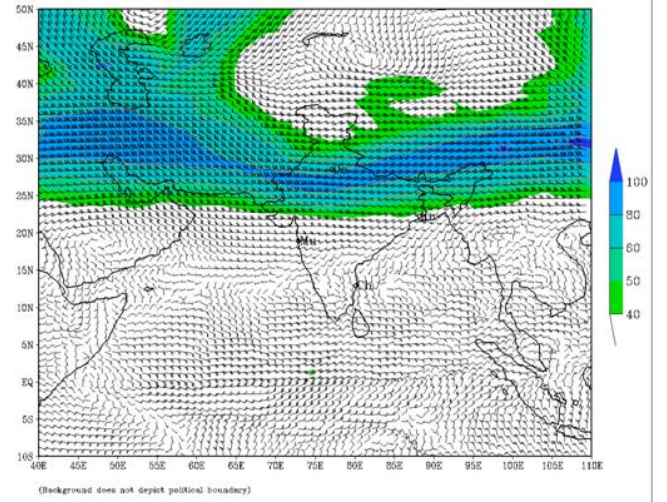 50N
45N
40N
35N
30N
25N
20N
15N
10N
5N
EQ
5S
10S
40E 45E 50E 55E 60E 65E 70E 75E 80E 85E 90E 95E 100E 105E 110E
Mu
100
80
60
50
40
(Background does not depict political boundary)